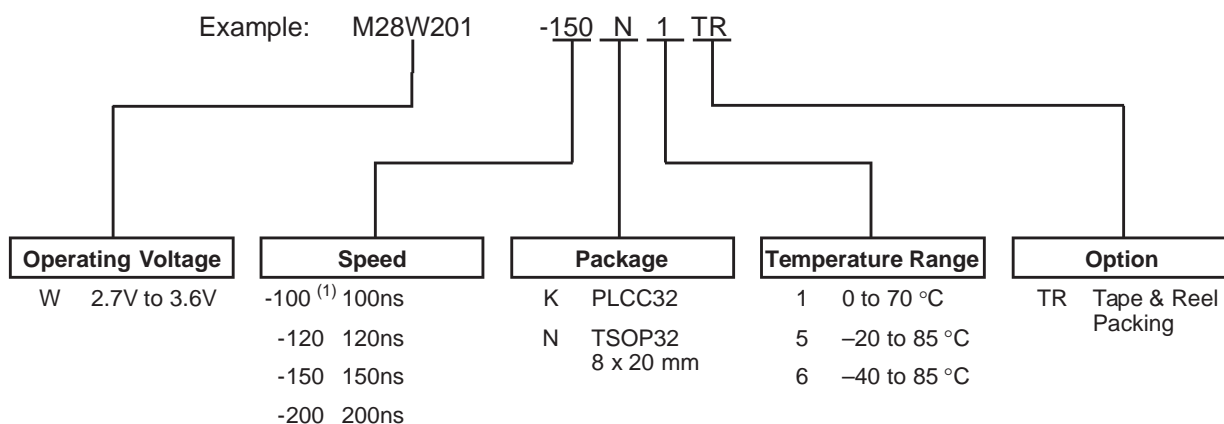 Example: M28W201 -150 N 1 TR
Operating Voltage
W 2.7V to 3.6V
Speed
-100 (1) 100ns
-120 120ns
-150 150ns
-200 200ns
Package
K PLCC32
N TSOP32
8 x 20 mm
Temperature Range
1 0 to 70 °C
5 –20 to 85 °C
6 –40 to 85 °C
Option
TR Tape & Reel
Packing